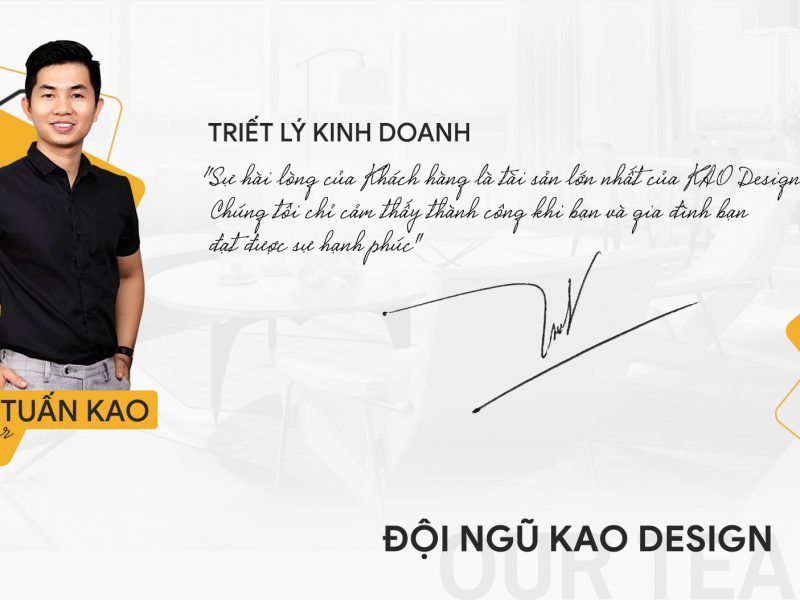 TRIẾT LÝ KINH DOANH
"Sự hài lòng của Khách hàng là tài sản lớn nhất của KAO Design
Chúng tôi chỉ cảm thấy thành công khi bạn và gia đình bạn
đạt được sự hạnh phúc"
TUẤN KAO
ĐỘI NGŨ KAO DESIGN
OUR TEA